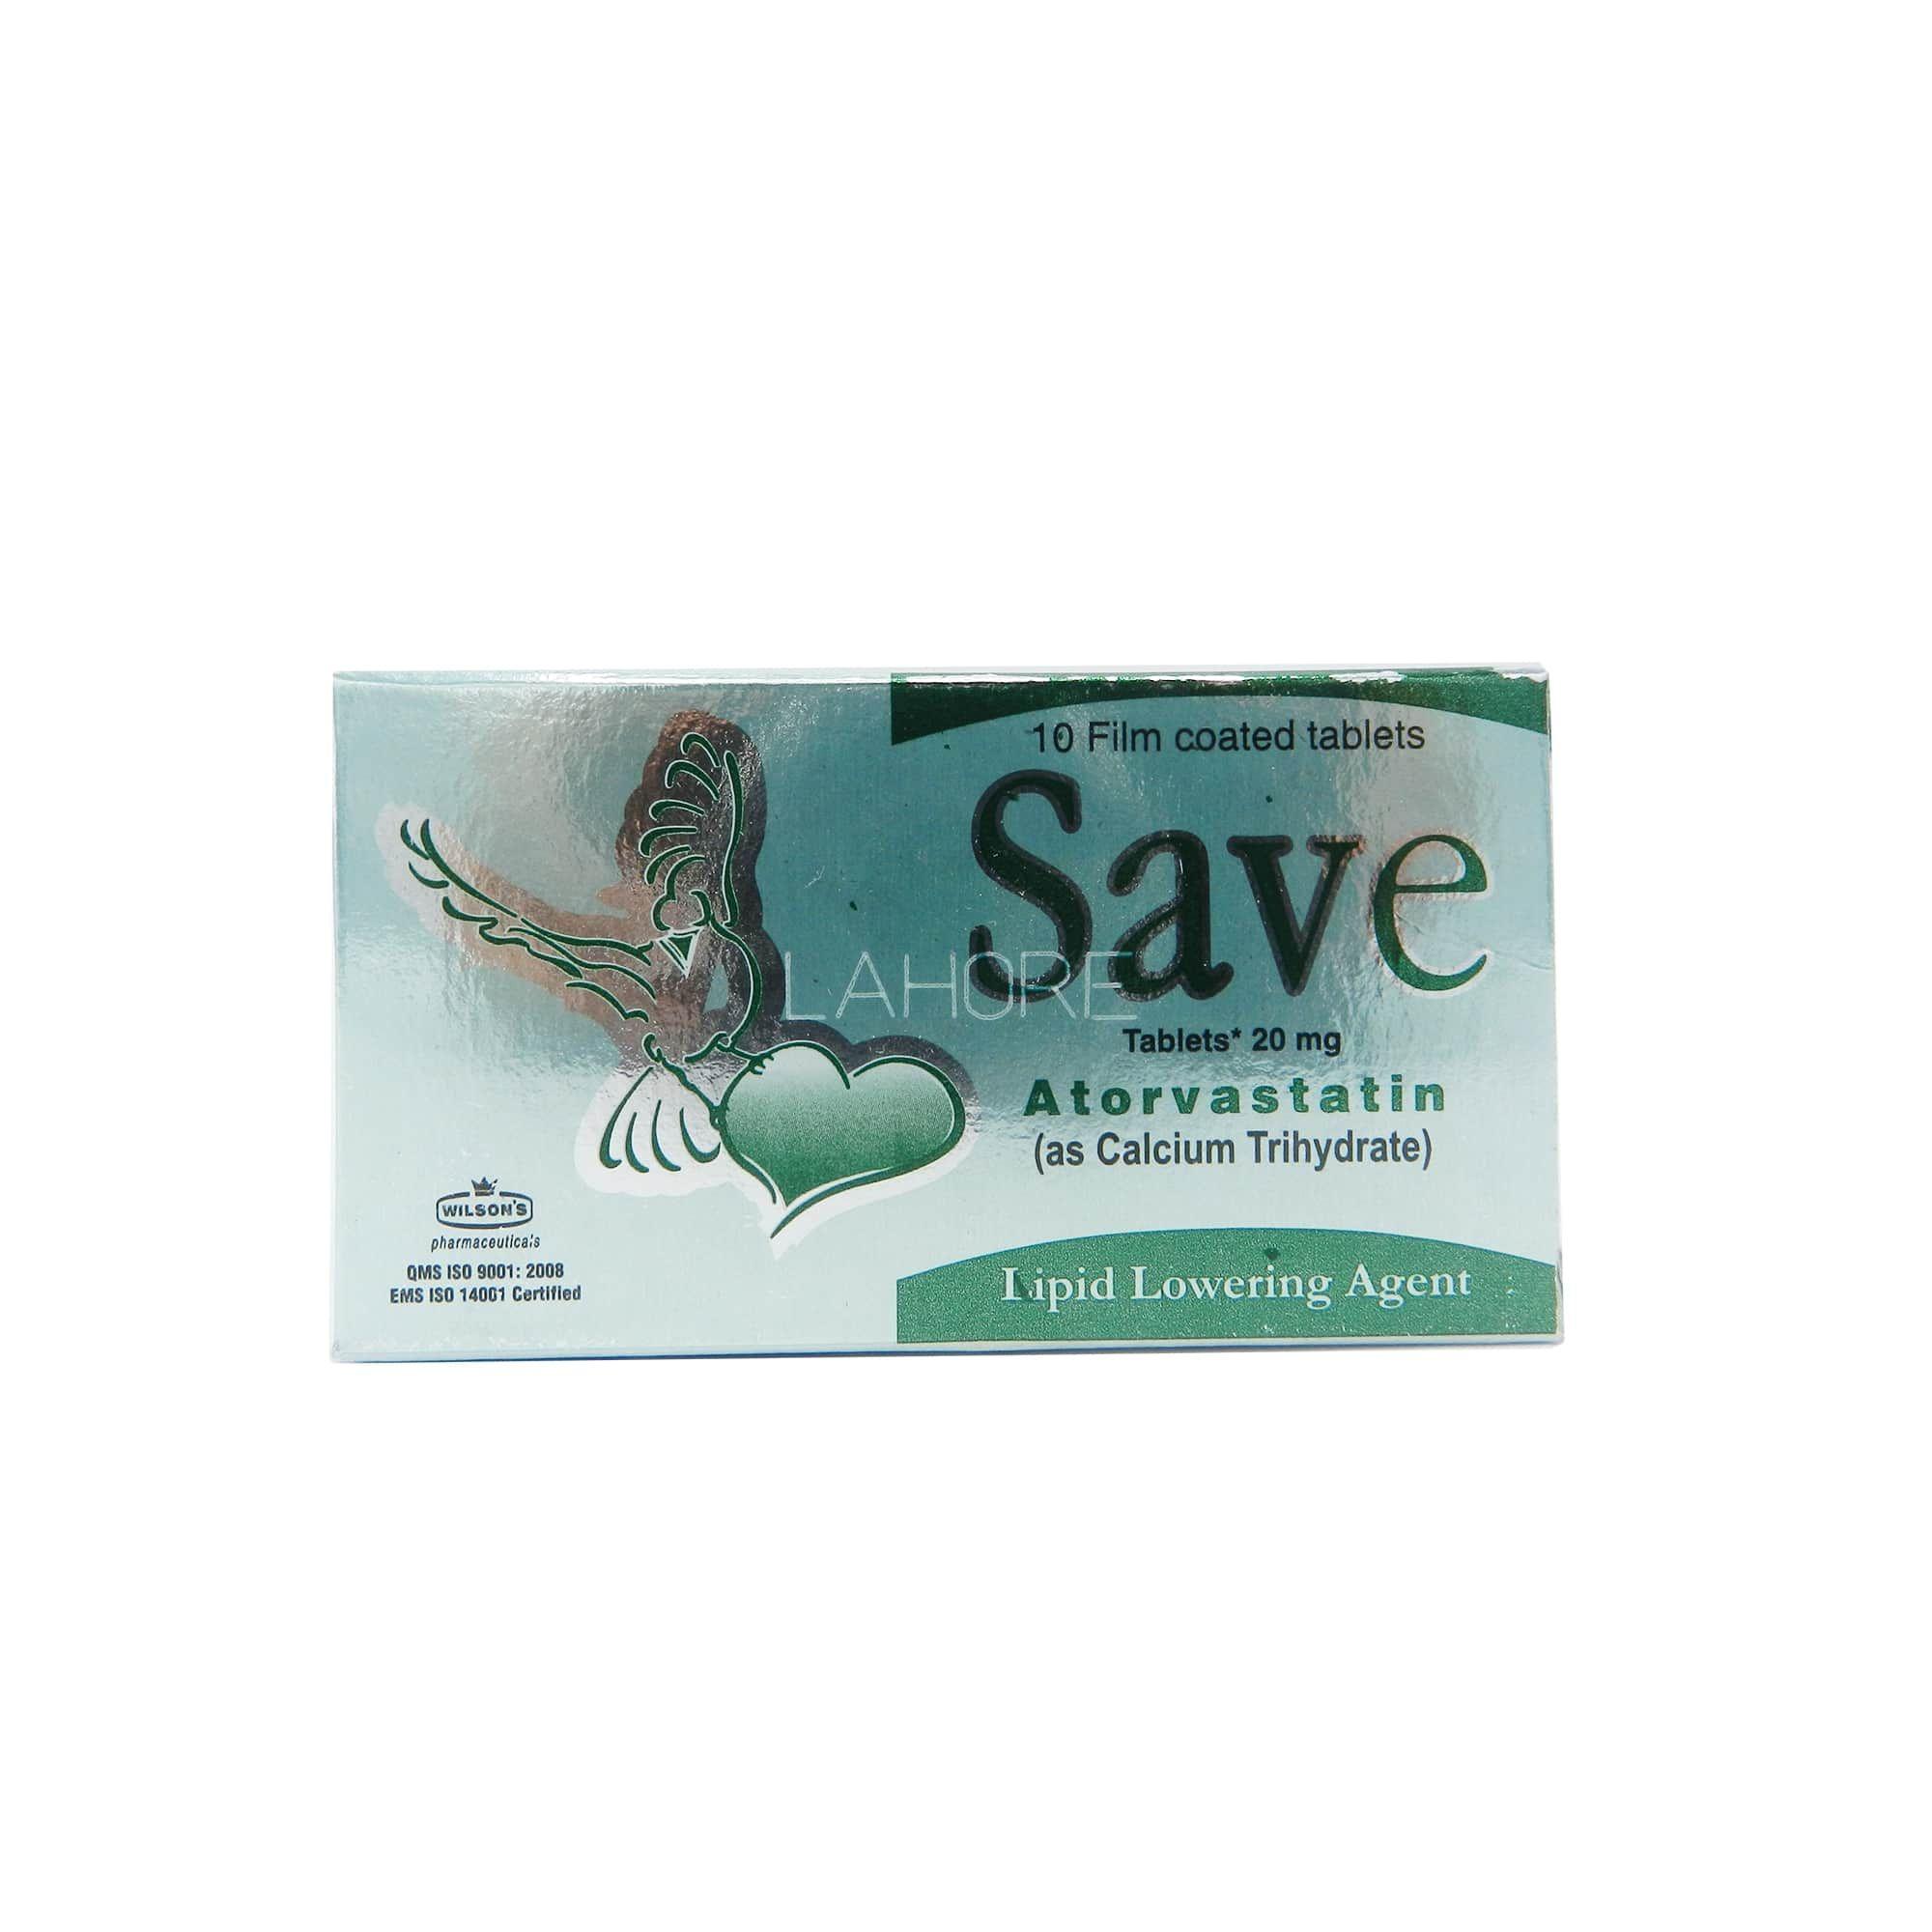 10 Film coated tablets
Save
LAHORE
Tablets* 20 mg
Atorvastatin
(as Calcium Trihydrate)
WILSON'S
pharmaceuticals
QMS ISO 9001: 2008
EMS ISO 14001 Certified
Lipid Lowering Agent